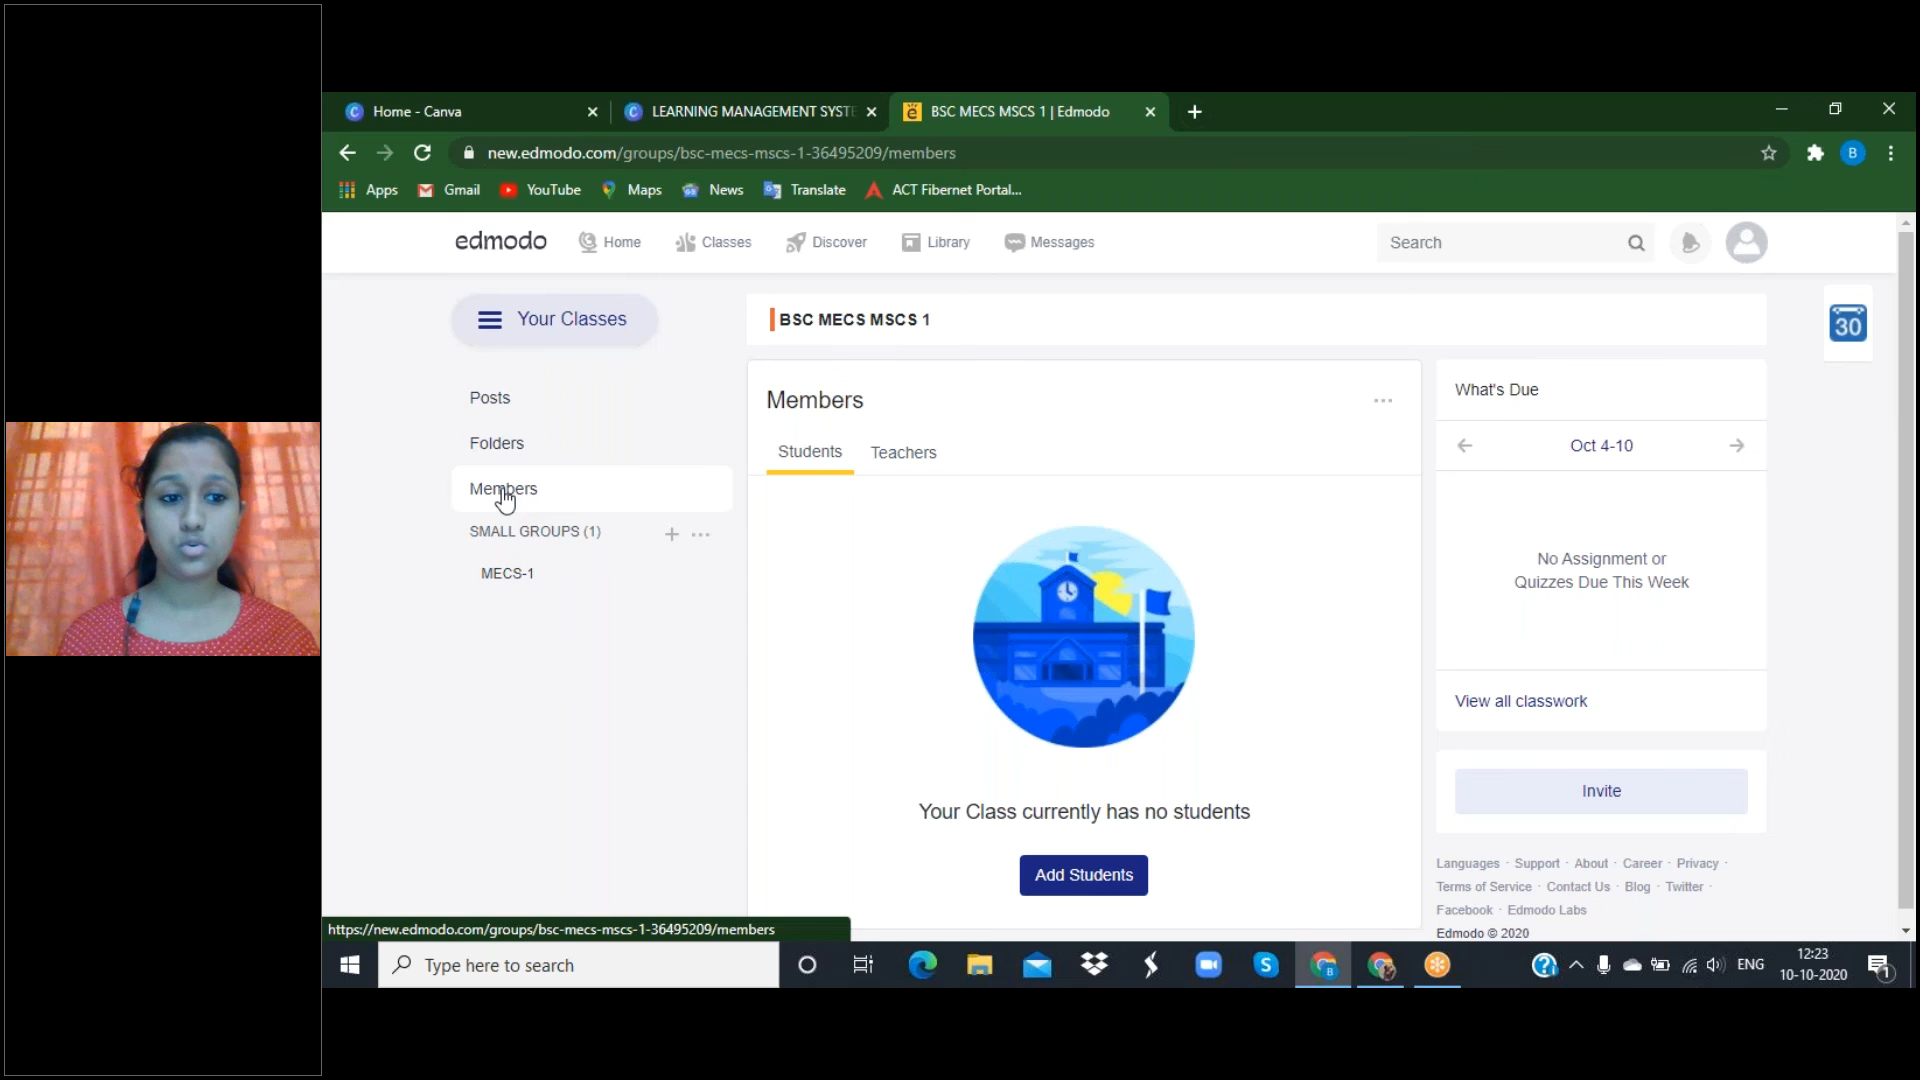 Home - Canva
LEARNING MANAGEMENT SYSTE
BSC MECS MSCS 1 | Edmodo
new.edmodo.com/groups/bsc-mecs-mscs-1-36495209/members
B
Apps
Gmail
YouTube
Maps
News
Translate
ACT Fibernet Portal...
edmodo
Home
Classes
Discover
Library
Messages
Search
Your Classes
BSC MECS MSCS 1
30
Posts
Folders
Members
SMALL GROUPS (1)
MECS-1
Members
Students
Teachers
Your Class currently has no students
Add Students
What's Due
Oct 4-10
No Assignment or
Quizzes Due This Week
View all classwork
Invite
Languages · Support · About · Career · Privacy ·
Terms of Service · Contact Us · Blog · Twitter ·
Facebook · Edmodo Labs
Edmodo © 2020
https://new.edmodo.com/groups/bsc-mecs-mscs-1-36495209/members
Type here to search
ENG
12:23
10-10-2020
1